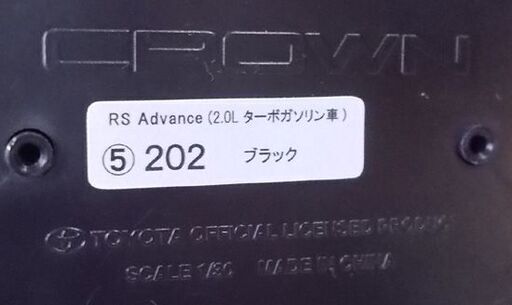 CROWN
RS Advance (2.0L ターボガソリン車)
⑤ 202 ブラック
TOYOTA OFFICIAL LICENSED PRODUCT
SCALE 1/30 MADE IN CHINA